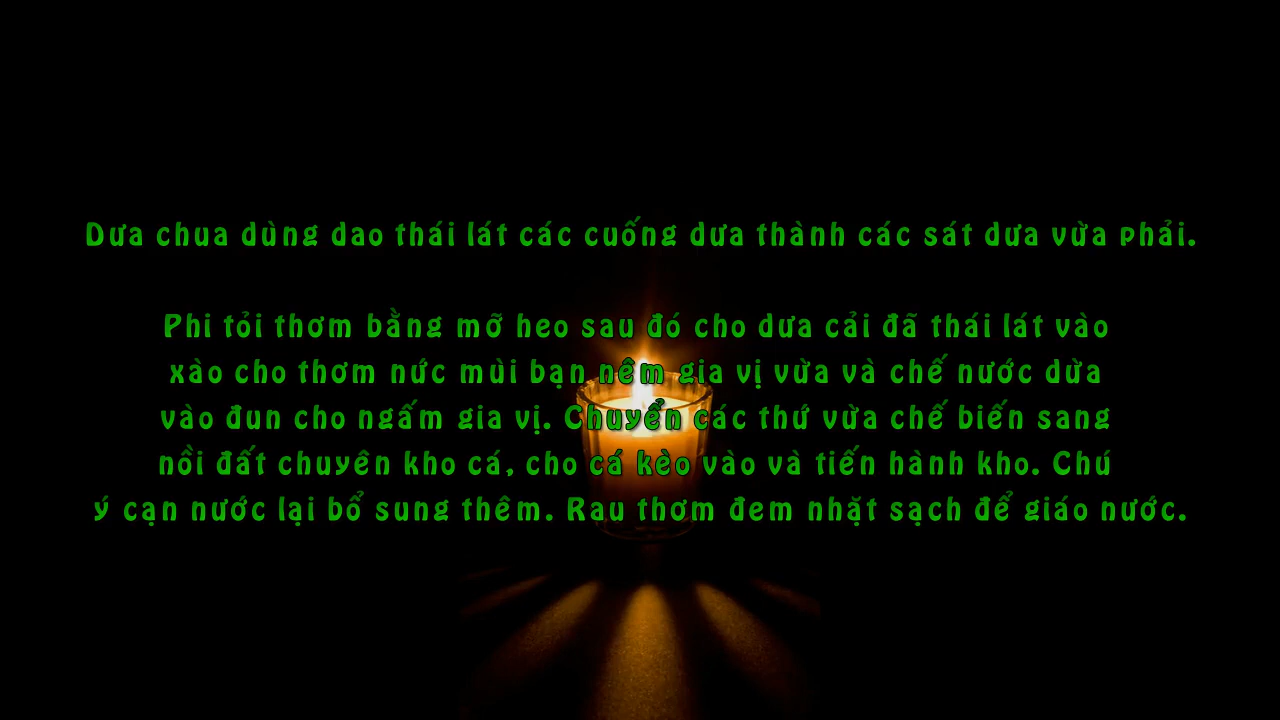 Dưa chua dùng dao thái lát các cuống dưa thành các sát dưa vừa phải.
Phi tỏi thơm bằng mỡ heo sau đó cho dưa cải đã thái lát vào
xào cho thơm nức mùi bạn nêm gia vị vừa và chế nước dừa
vào đun cho ngấm gia vị. Chuyển các thứ vừa chế biến sang
nồi đất chuyên kho cá, cho cá kèo vào và tiến hành kho. Chú
ý cạn nước lại bổ sung thêm. Rau thơm đem nhặt sạch để giáo nước.